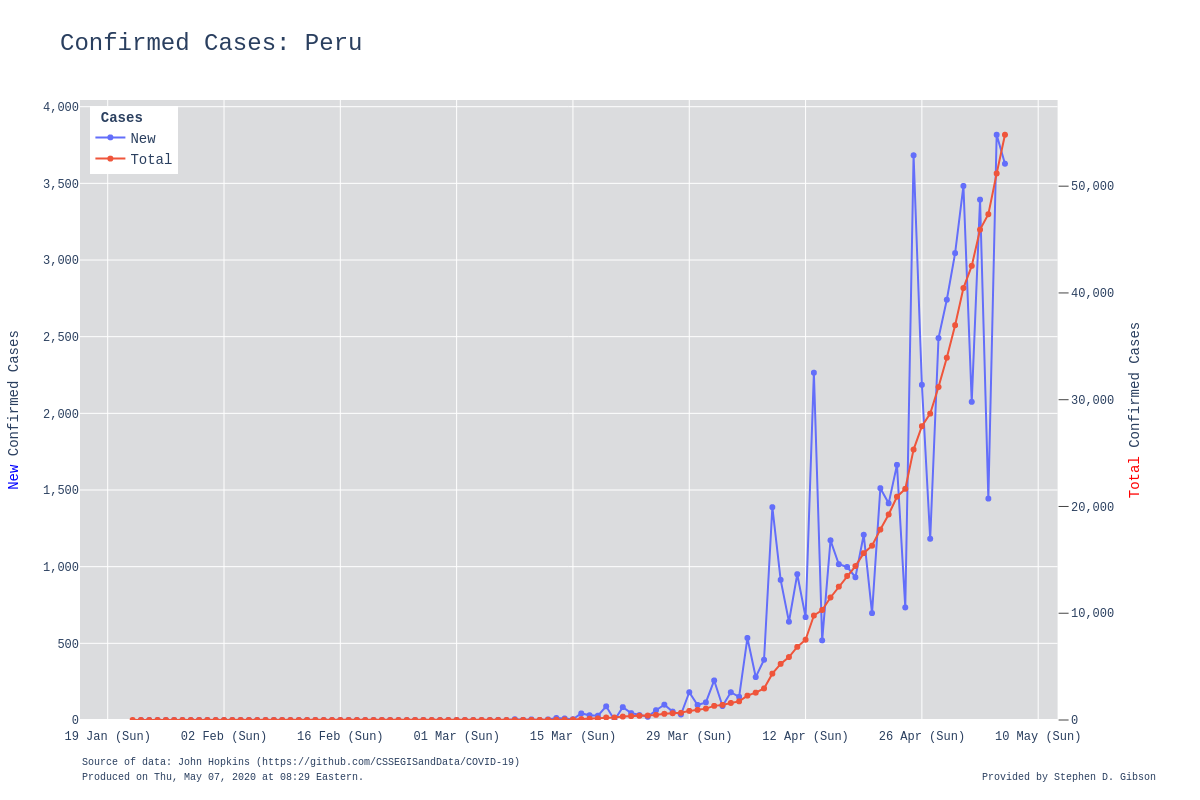 Confirmed Cases: Peru
Cases
New
Total
4,000
3,500
3,000
2,500
2,000
1,500
1,000
500
0
New Confirmed Cases
50,000
40,000
30,000
20,000
10,000
0
Total Confirmed Cases
19 Jan (Sun)
02 Feb (Sun)
16 Feb (Sun)
01 Mar (Sun)
15 Mar (Sun)
29 Mar (Sun)
12 Apr (Sun)
26 Apr (Sun)
10 May (Sun)
Source of data: John Hopkins (https://github.com/CSSEGISandData/COVID-19)
Produced on Thu, May 07, 2020 at 08:29 Eastern.
Provided by Stephen D. Gibson